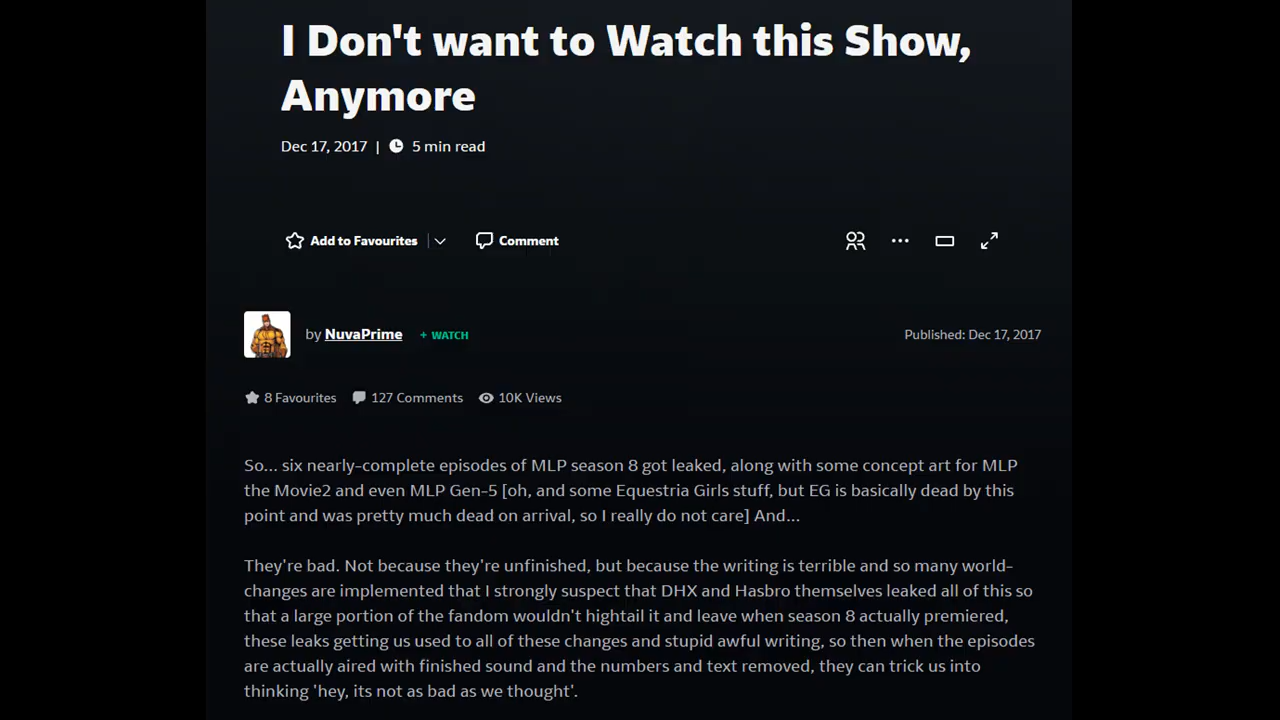 I Don't want to Watch this Show,
Anymore
Dec 17, 2017 | 5 min read
Add to Favourites Comment
by NuvaPrime + WATCH Published: Dec 17, 2017
8 Favourites 127 Comments 10K Views
So... six nearly-complete episodes of MLP season 8 got leaked, along with some concept art for MLP
the Movie2 and even MLP Gen-5 [oh, and some Equestria Girls stuff, but EG is basically dead by this
point and was pretty much dead on arrival, so I really do not care] And...
They're bad. Not because they're unfinished, but because the writing is terrible and so many world-
changes are implemented that I strongly suspect that DHX and Hasbro themselves leaked all of this so
that a large portion of the fandom wouldn't hightail it and leave when season 8 actually premiered,
these leaks getting us used to all of these changes and stupid awful writing, so then when the episodes
are actually aired with finished sound and the numbers and text removed, they can trick us into
thinking 'hey, its not as bad as we thought'.